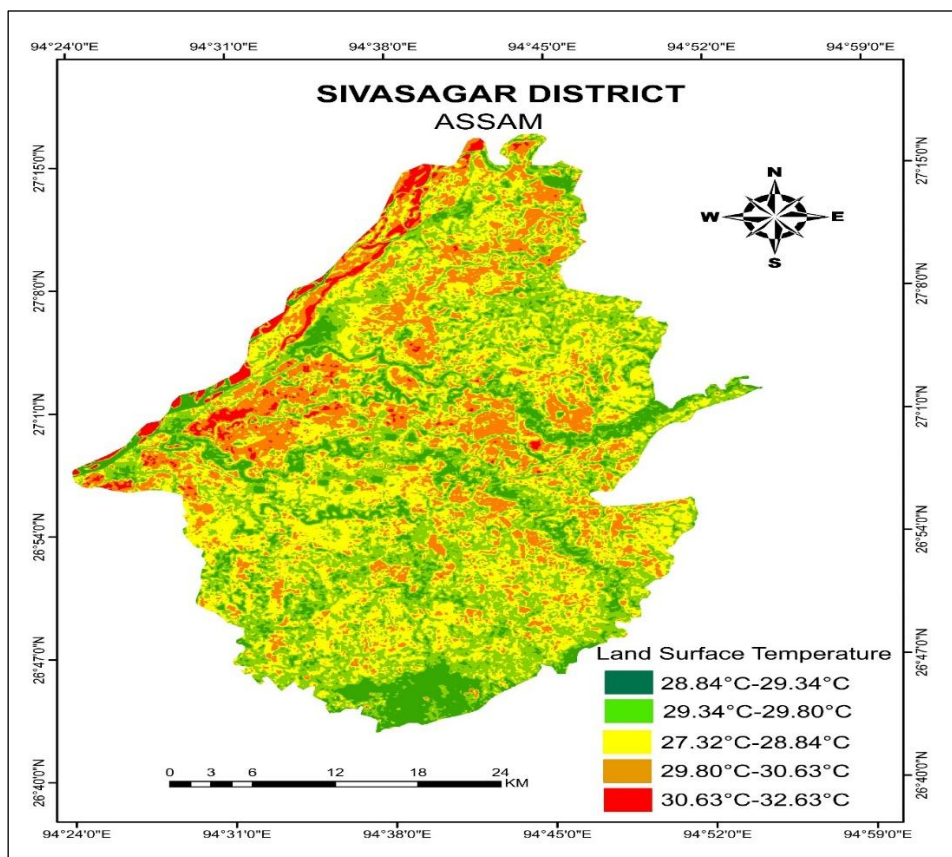 94°24'0"E 94°31'0"E 94°38'0"E 94°45'0"E 94°52'0"E 94°59'0"E
SIVASAGAR DISTRICT
ASSAM
27°15'0"N 27°15'0"N
N
W E
S
27°8'0"N 27°8'0"N
27°1'0"N 27°1'0"N
26°54'0"N 26°54'0"N
26°47'0"N 26°47'0"N
Land Surface Temperature
28.84°C-29.34°C
29.34°C-29.80°C
27.32°C-28.84°C
29.80°C-30.63°C
30.63°C-32.63°C
0 3 6 12 18 24
KM
26°40'0"N 26°40'0"N
94°24'0"E 94°31'0"E 94°38'0"E 94°45'0"E 94°52'0"E 94°59'0"E